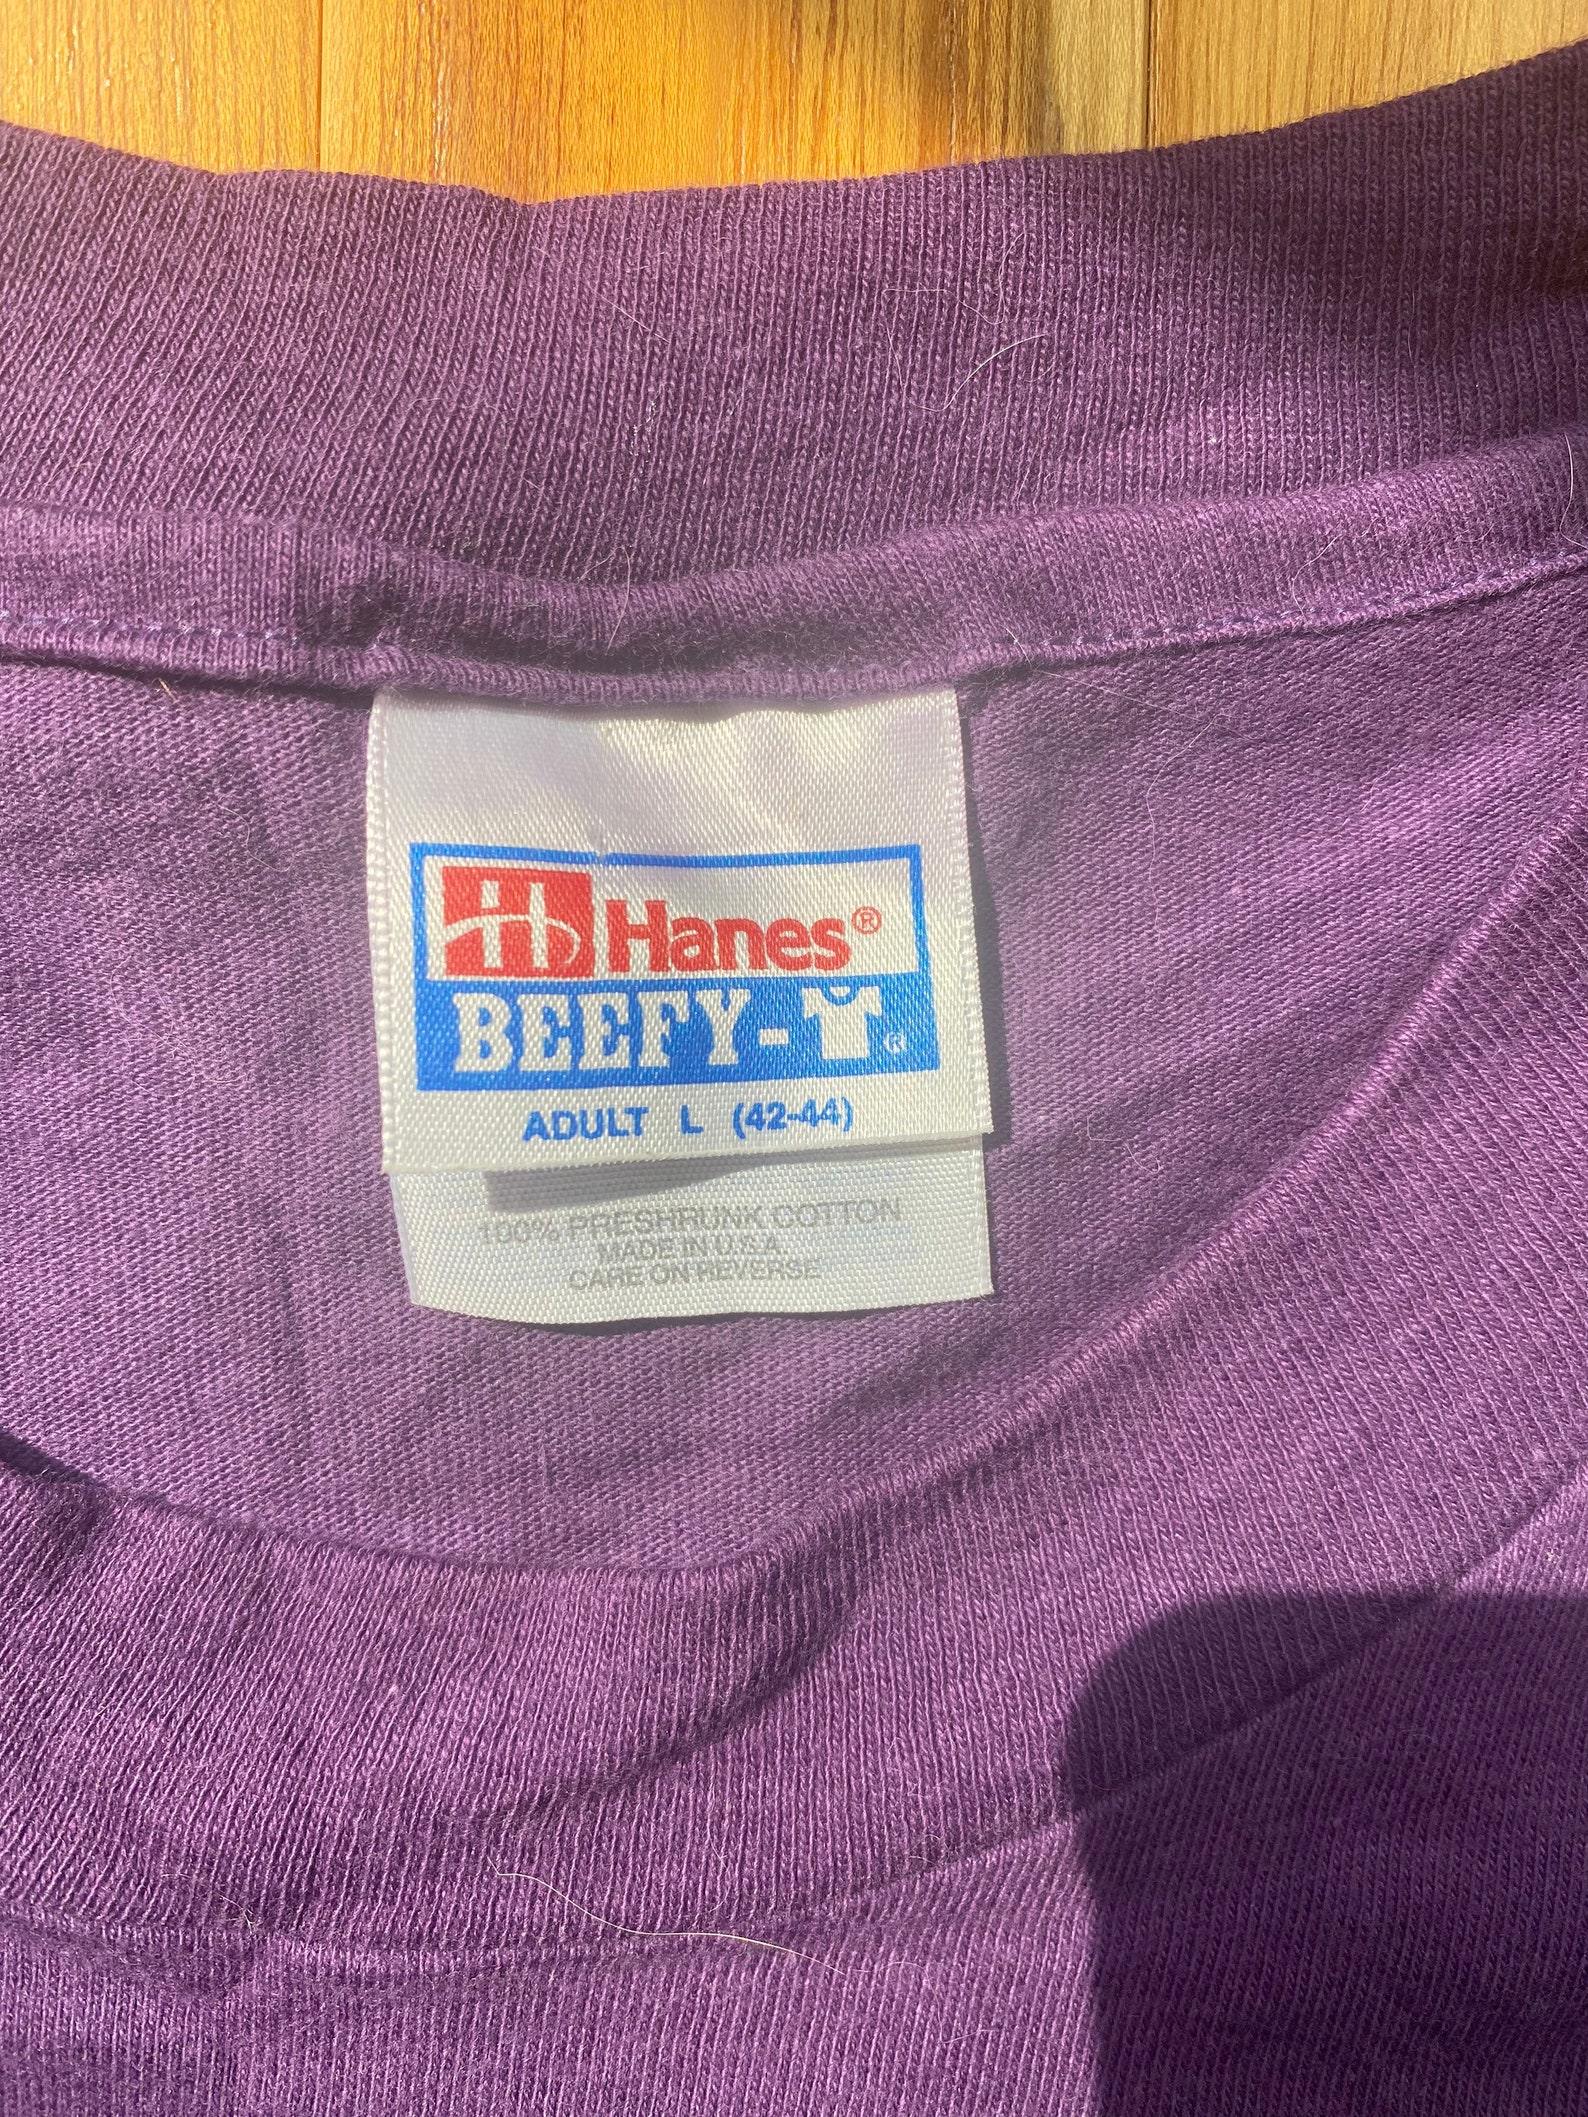 Hanes®
BEEFY-®
ADULT L (42-44)
100% PRESHRUNK COTTON
MADE IN U.S.A.
CARE ON REVERSE